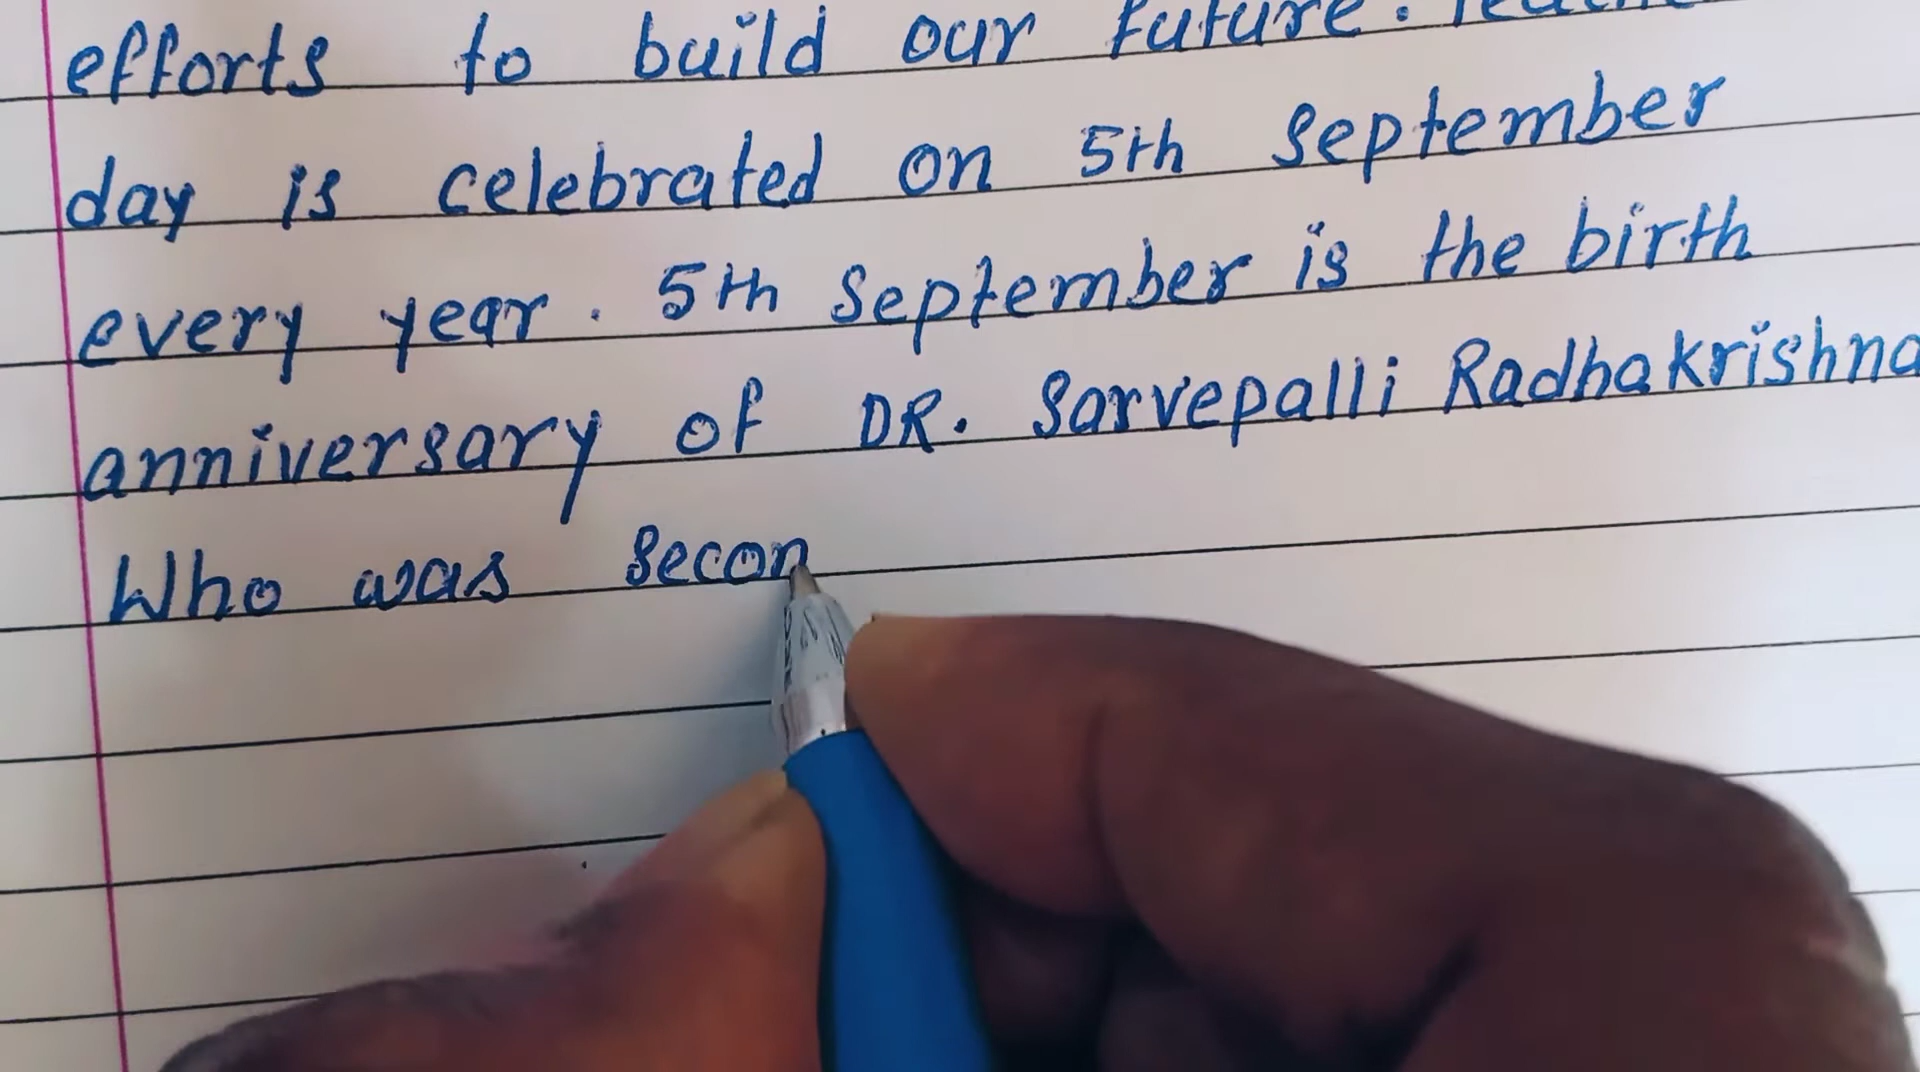 efforts to build our future.
day is celebrated on 5th september
every year. 5th september is the birth
anniversary of DR. Sarvepalli Radhakrishna
Who was secon